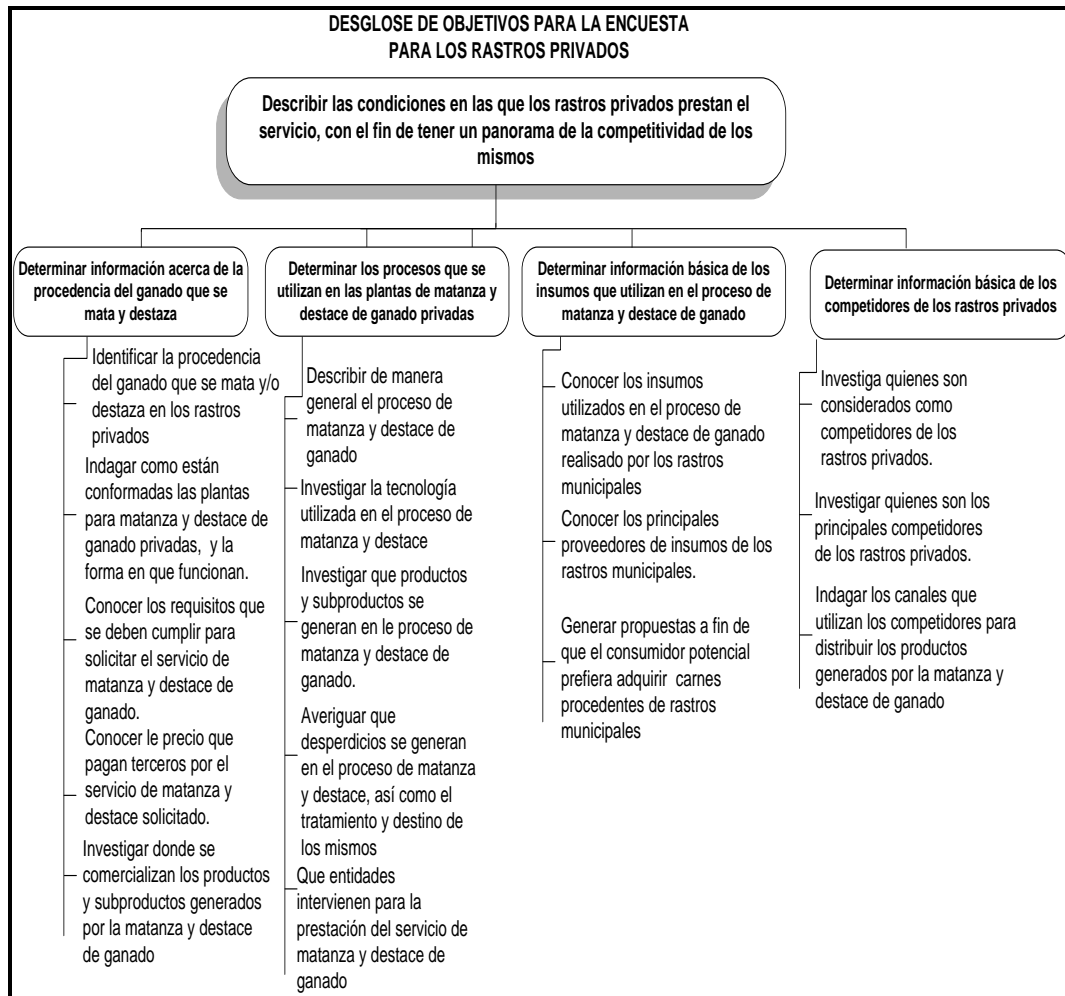 DESGLOSE DE OBJETIVOS PARA LA ENCUESTA
PARA LOS RASTROS PRIVADOS
Describir las condiciones en las que los rastros privados prestan el
servicio, con el fin de tener un panorama de la competitividad de los
mismos
Determinar información acerca de la
procedencia del ganado que se
mata y destaza
Identificar la procedencia
del ganado que se mata y/o
destaza en los rastros
privados
Indagar como están
conformadas las plantas
para matanza y destace de
ganado privadas, y la
forma en que funcionan.
Conocer los requisitos que
se deben cumplir para
solicitar el servicio de
matanza y destace de
ganado.
Conocer le precio que
pagan terceros por el
servicio de matanza y
destace solicitado.
Investigar donde se
comercializan los productos
y subproductos generados
por la matanza y destace
de ganado
Determinar los procesos que se
utilizan en las plantas de matanza y
destace de ganado privadas
Describir de manera
general el proceso de
matanza y destace de
ganado
Investigar la tecnología
utilizada en el proceso de
matanza y destace
Investigar que productos
y subproductos se
generan en le proceso de
matanza y destace de
ganado.
Averiguar que
desperdicios se generan
en el proceso de matanza
y destace, así como el
tratamiento y destino de
los mismos
Que entidades
intervienen para la
prestación del servicio de
matanza y destace de
ganado
Determinar información básica de los
insumos que utilizan en el proceso de
matanza y destace de ganado
Conocer los insumos
utilizados en el proceso de
matanza y destace de ganado
realisado por los rastros
municipales
Conocer los principales
proveedores de insumos de los
rastros municipales.
Generar propuestas a fin de
que el consumidor potencial
prefiera adquirir carnes
procedentes de rastros
municipales
Determinar información básica de los
competidores de los rastros privados
Investiga quienes son
considerados como
competidores de los
rastros privados.
Investigar quienes son los
principales competidores
de los rastros privados.
Indagar los canales que
utilizan los competidores para
distribuir los productos
generados por la matanza y
destace de ganado